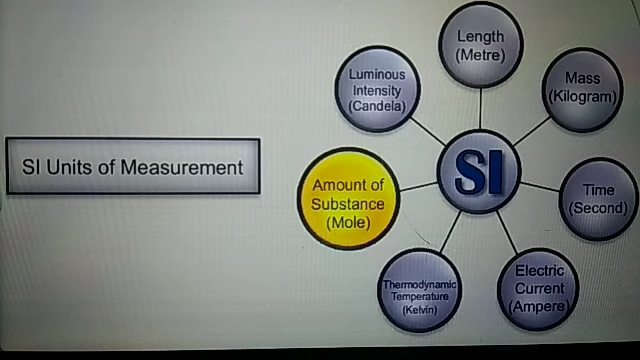 SI Units of Measurement
Length
(Metre)
Mass
(Kilogram)
Time
(Second)
Electric
Current
(Ampere)
Thermodynamic
Temperature
(Kelvin)
Amount of
Substance
(Mole)
Luminous
Intensity
(Candela)
SI